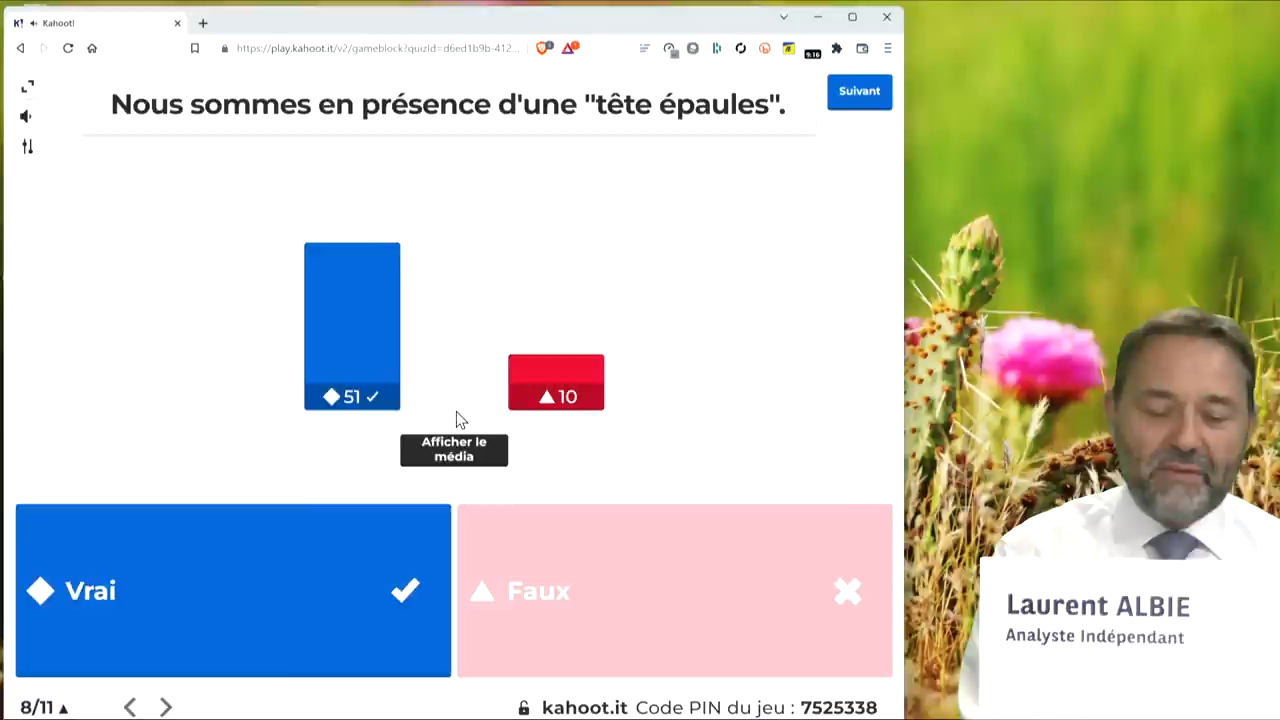 K! Kahoot!
https://play.kahoot.it/v2/gameblock?quizid=d6ed1b9b-412...
9:16
Nous sommes en présence d'une "tête épaules".
Suivant
51
10
Afficher le
média
Vrai
Faux
8/11
kahoot.it Code PIN du jeu : 7525338
Laurent ALBIE
Analyste Indépendant